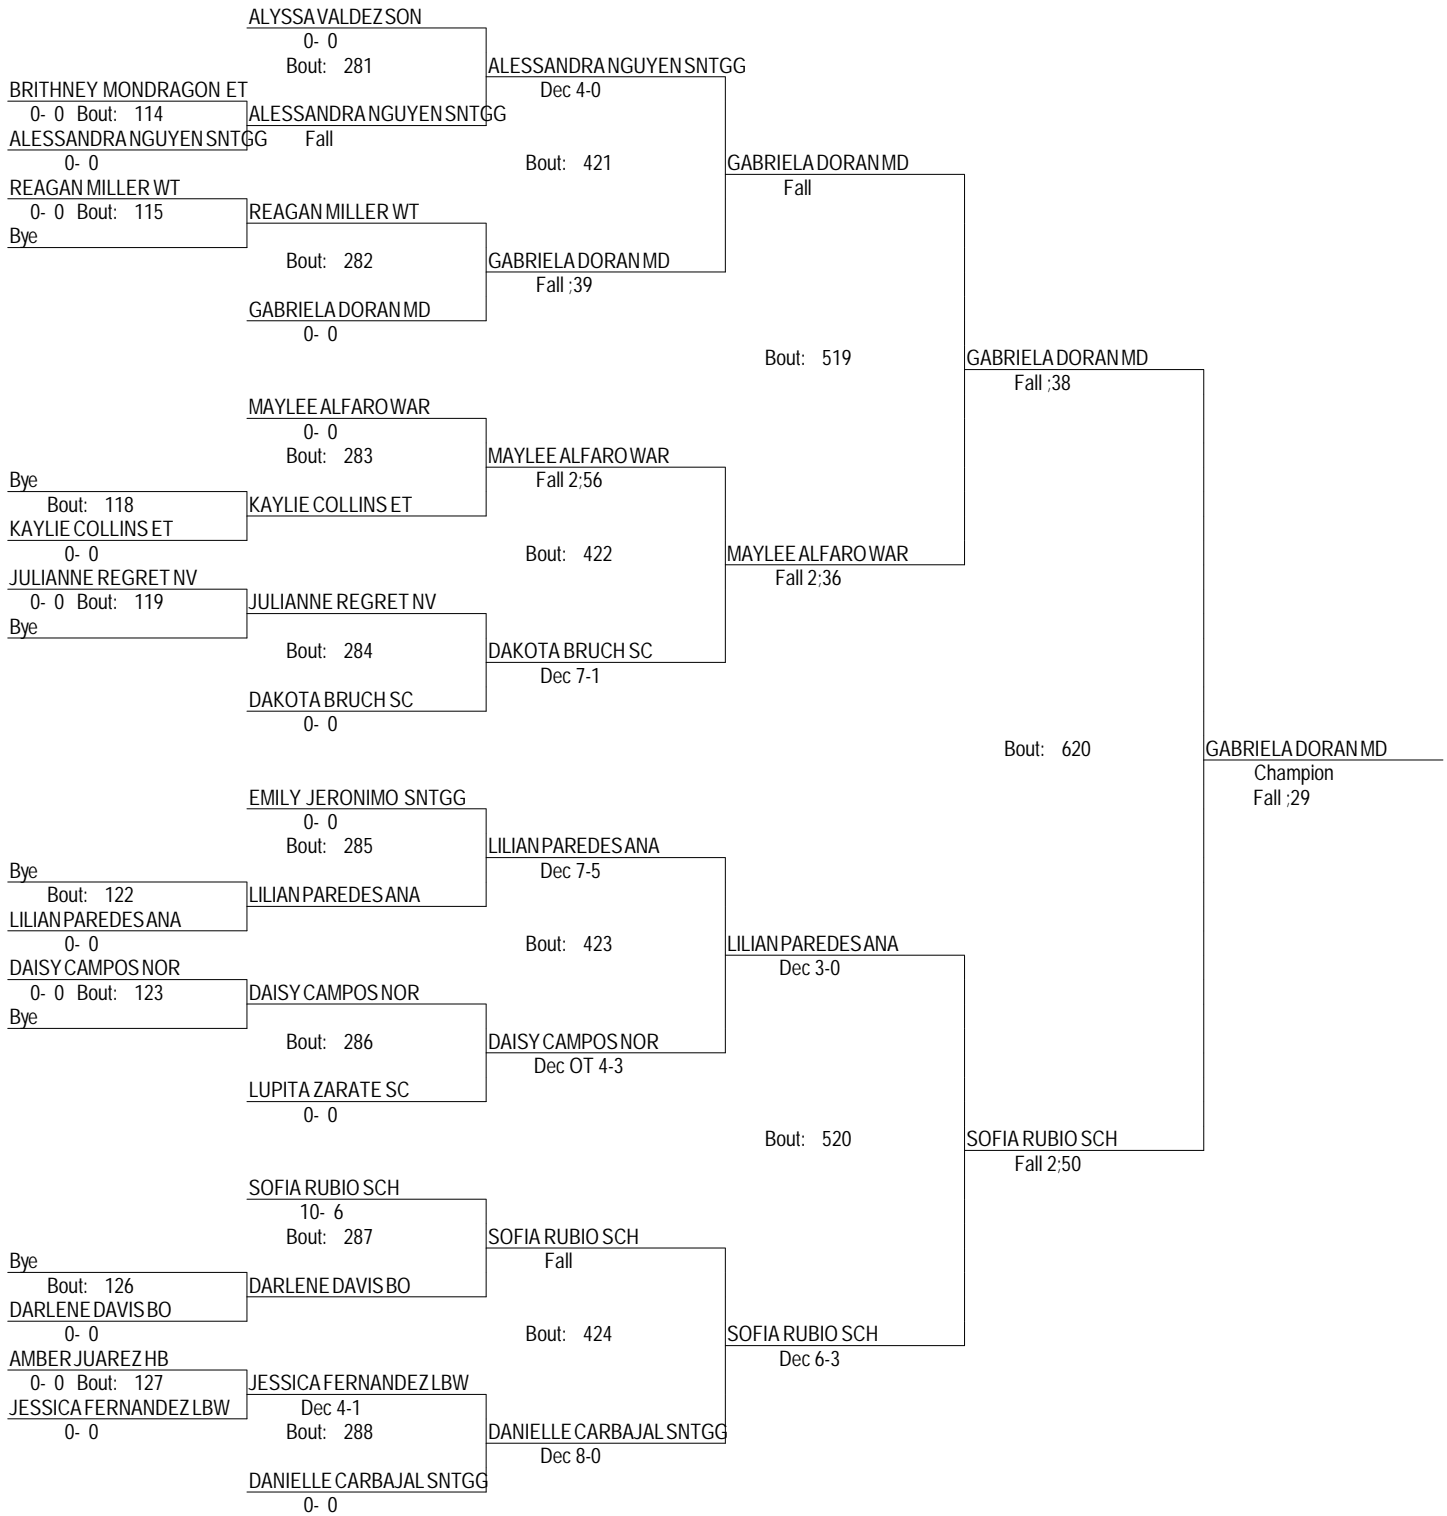 ALYSSA VALDEZ SON
0- 0
Bout: 281
ALESSANDRA NGUYEN SNTGG
BRITHNEY MONDRAGON ET
Dec 4-0
0- 0 Bout: 114
ALESSANDRA NGUYEN SNTGG
ALESSANDRA NGUYEN SNTGG
Fall
0- 0
Bout: 421
GABRIELA DORAN MD
REAGAN MILLER WT
Fall
0- 0 Bout: 115
REAGAN MILLER WT
Bye
Bout: 282
GABRIELA DORAN MD
Fall ;39
GABRIELA DORAN MD
0- 0
Bout: 519
GABRIELA DORAN MD
Fall ;38
MAYLEE ALFARO WAR
0- 0
Bout: 283
MAYLEE ALFARO WAR
Bye
Fall 2;56
Bout: 118
KAYLIE COLLINS ET
KAYLIE COLLINS ET
0- 0
Bout: 422
MAYLEE ALFARO WAR
JULIANNE REGRET NV
Fall 2;36
0- 0 Bout: 119
JULIANNE REGRET NV
Bye
Bout: 284
DAKOTA BRUCH SC
Dec 7-1
DAKOTA BRUCH SC
0- 0
Bout: 620
GABRIELA DORAN MD
Champion
Fall ;29
EMILY JERONIMO SNTGG
0- 0
Bout: 285
LILIAN PAREDES ANA
Bye
Dec 7-5
Bout: 122
LILIAN PAREDES ANA
LILIAN PAREDES ANA
0- 0
Bout: 423
LILIAN PAREDES ANA
DAISY CAMPOS NOR
Dec 3-0
0- 0 Bout: 123
DAISY CAMPOS NOR
Bye
Bout: 286
DAISY CAMPOS NOR
Dec OT 4-3
LUPITA ZARATE SC
0- 0
Bout: 520
SOFIA RUBIO SCH
Fall 2;50
SOFIA RUBIO SCH
10- 6
Bout: 287
SOFIA RUBIO SCH
Bye
Fall
Bout: 126
DARLENE DAVIS BO
DARLENE DAVIS BO
0- 0
Bout: 424
SOFIA RUBIO SCH
AMBER JUAREZ HB
Dec 6-3
0- 0 Bout: 127
JESSICA FERNANDEZ LBW
JESSICA FERNANDEZ LBW
Dec 4-1
0- 0
Bout: 288
DANIELLE CARBAJAL SNTGG
Dec 8-0
DANIELLE CARBAJAL SNTGG
0- 0